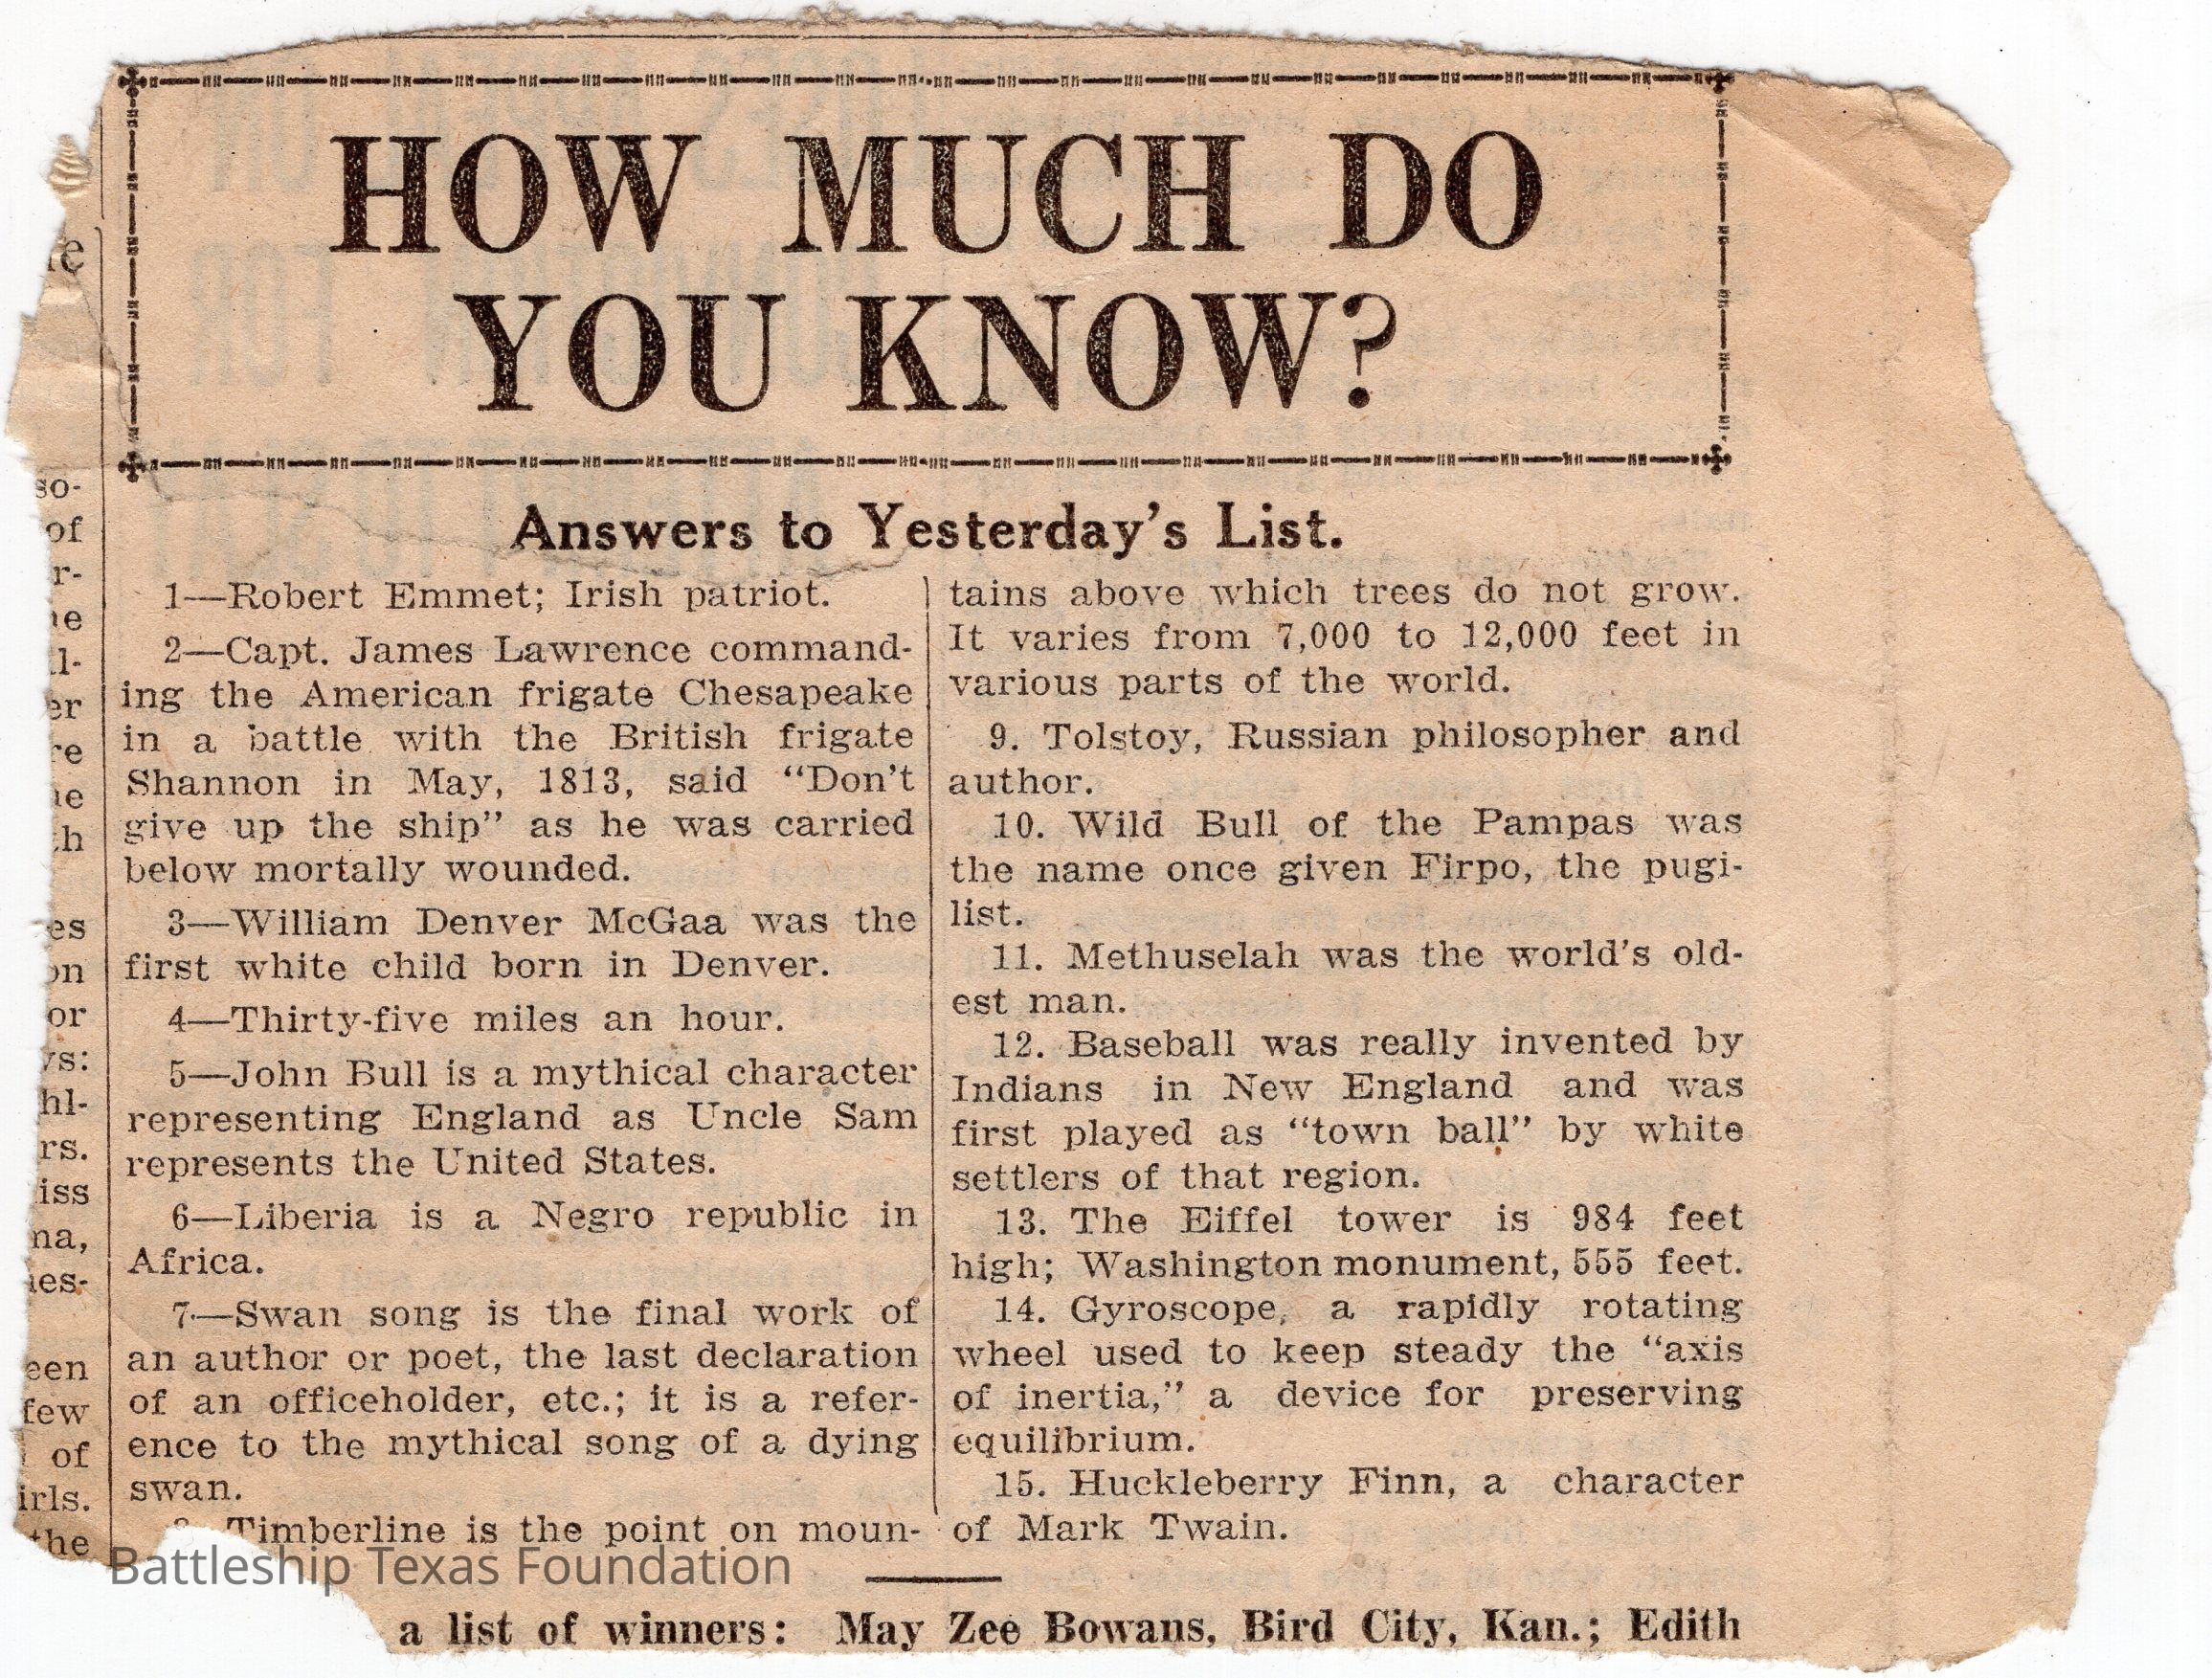 HOW MUCH DO
YOU KNOW?
Answers to Yesterday's List.
1—Robert Emmet; Irish patriot.
2—Capt. James Lawrence command-
ing the American frigate Chesapeake
in a battle with the British frigate
Shannon in May, 1813, said "Don't
give up the ship" as he was carried
below mortally wounded.
3—William Denver McGaa was the
first white child born in Denver.
4—Thirty-five miles an hour.
5—John Bull is a mythical character
representing England as Uncle Sam
represents the United States.
6—Liberia is a Negro republic in
Africa.
7—Swan song is the final work of
an author or poet, the last declaration
of an officeholder, etc.; it is a refer-
ence to the mythical song of a dying
swan.
Timberline is the point on moun-
tains above which trees do not grow.
It varies from 7,000 to 12,000 feet in
various parts of the world.
9. Tolstoy, Russian philosopher and
author.
10. Wild Bull of the Pampas was
the name once given Firpo, the pugi-
list.
11. Methuselah was the world's old-
est man.
12. Baseball was really invented by
Indians in New England and was
first played as "town ball" by white
settlers of that region.
13. The Eiffel tower is 984 feet
high; Washington monument, 555 feet.
14. Gyroscope, a rapidly rotating
wheel used to keep steady the "axis
of inertia," a device for preserving
equilibrium.
15. Huckleberry Finn, a character
of Mark Twain.
a list of winners: May Zee Bowans, Bird City, Kan.; Edith
so-
of
r-
er
es
or
few
of
the
Battleship Texas Foundation